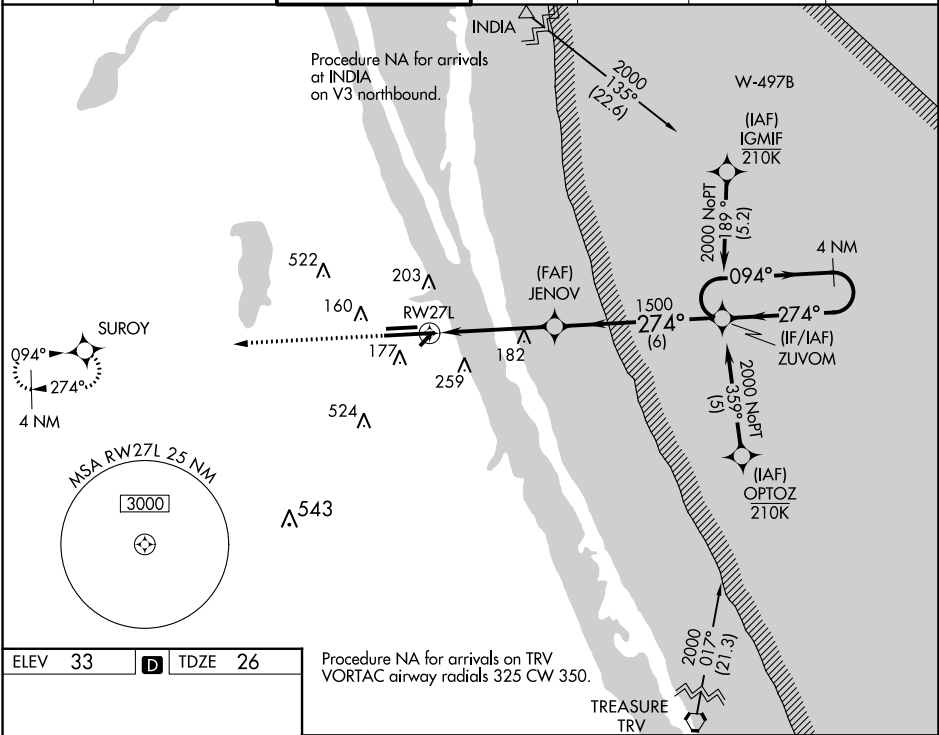 INDIA
Procedure NA for arrivals
at INDIA
on V3 northbound.
2000
135°
(22.6)
W-497B
(IAF)
IGMIF
210K
2000 NoPT
189°
(5.2)
4 NM
094°
274°
(FAF)
JENOV
1500
274°
(6)
(IF/IAF)
ZUVOM
522
203
160
RW27L
177
182
259
524
SUROY
094°
274°
4 NM
2000 NoPT
359°
(5)
(IAF)
OPTOZ
210K
MSA RW27L 25 NM
3000
543
2000
017°
(21.3)
ELEV 33 D TDZE 26
Procedure NA for arrivals on TRV
VORTAC airway radials 325 CW 350.
TREASURE
TRV